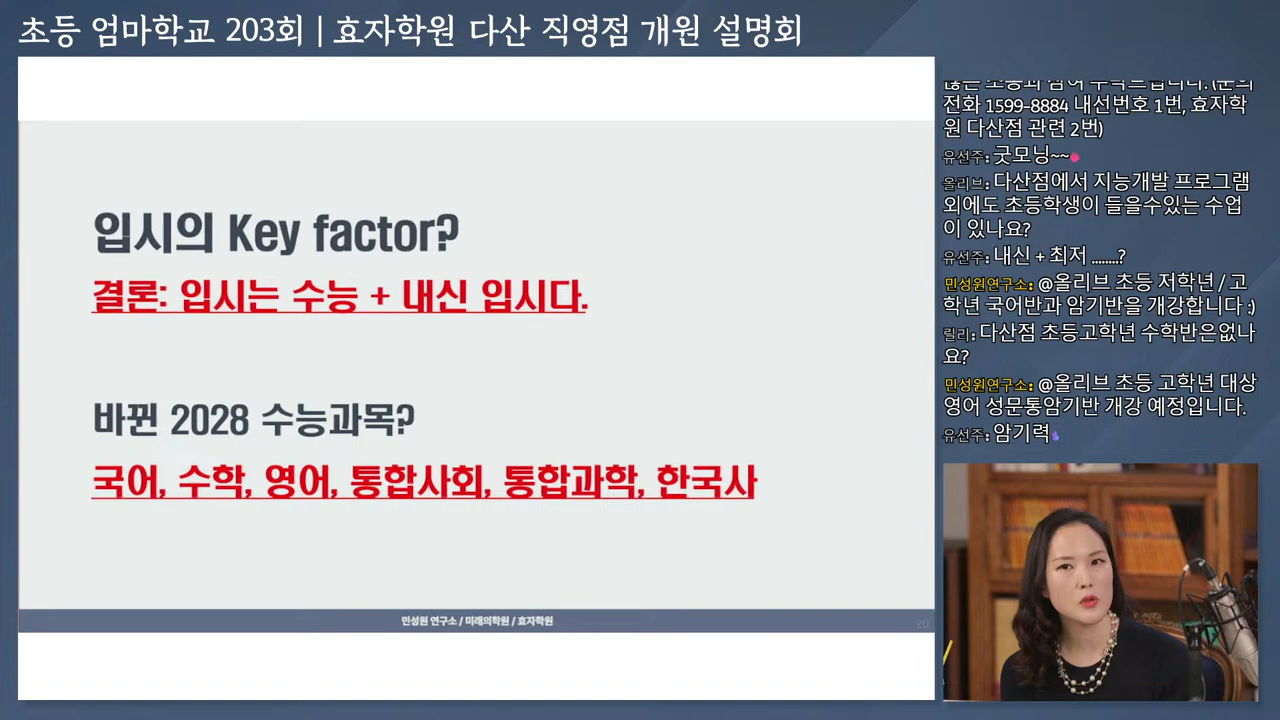 초등 엄마학교 203회 | 효자학원 다산 직영점 개원 설명회
입시의 Key factor?
결론: 입시는 수능 + 내신 입시다.
바뀐 2028 수능과목?
국어, 수학, 영어, 통합사회, 통합과학, 한국사
민성원 연구소 / 미래의학원 / 효자학원
20
전화 1599-8884 내선번호 1번, 효자학
원 다산점 관련 2번)
유선주: 굿모닝~~
올리브: 다산점에서 지능개발 프로그램
외에도 초등학생이 들을수있는 수업
이 있나요?
유선주: 내신 + 최저 ........?
민성원연구소: @올리브 초등 저학년 / 고
학년 국어반과 암기반을 개강합니다 :)
릴리: 다산점 초등고학년 수학반은없나
요?
민성원연구소: @올리브 초등 고학년 대상
영어 성문통암기반 개강 예정입니다.
유선주: 암기력